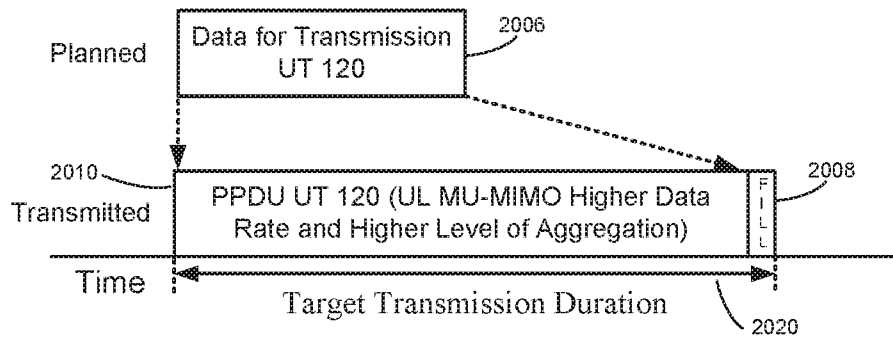 Planned
Data for Transmission
UT 120
2006
2010
Transmitted
PPDU UT 120 (UL MU-MIMO Higher Data
Rate and Higher Level of Aggregation)
FILL
2008
Time
Target Transmission Duration
2020